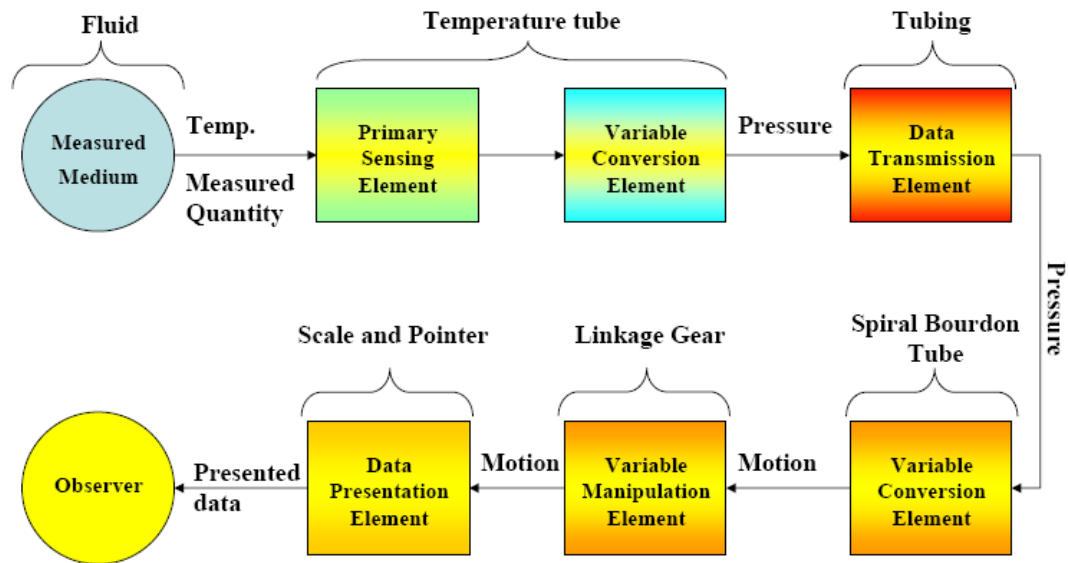 Fluid
Temperature tube
Tubing
Measured
Medium
Temp.
Measured
Quantity
Primary
Sensing
Element
Variable
Conversion
Element
Pressure
Data
Transmission
Element
Pressure
Scale and Pointer
Linkage Gear
Spiral Bourdon
Tube
Observer
Presented
data
Data
Presentation
Element
Motion
Variable
Manipulation
Element
Motion
Variable
Conversion
Element